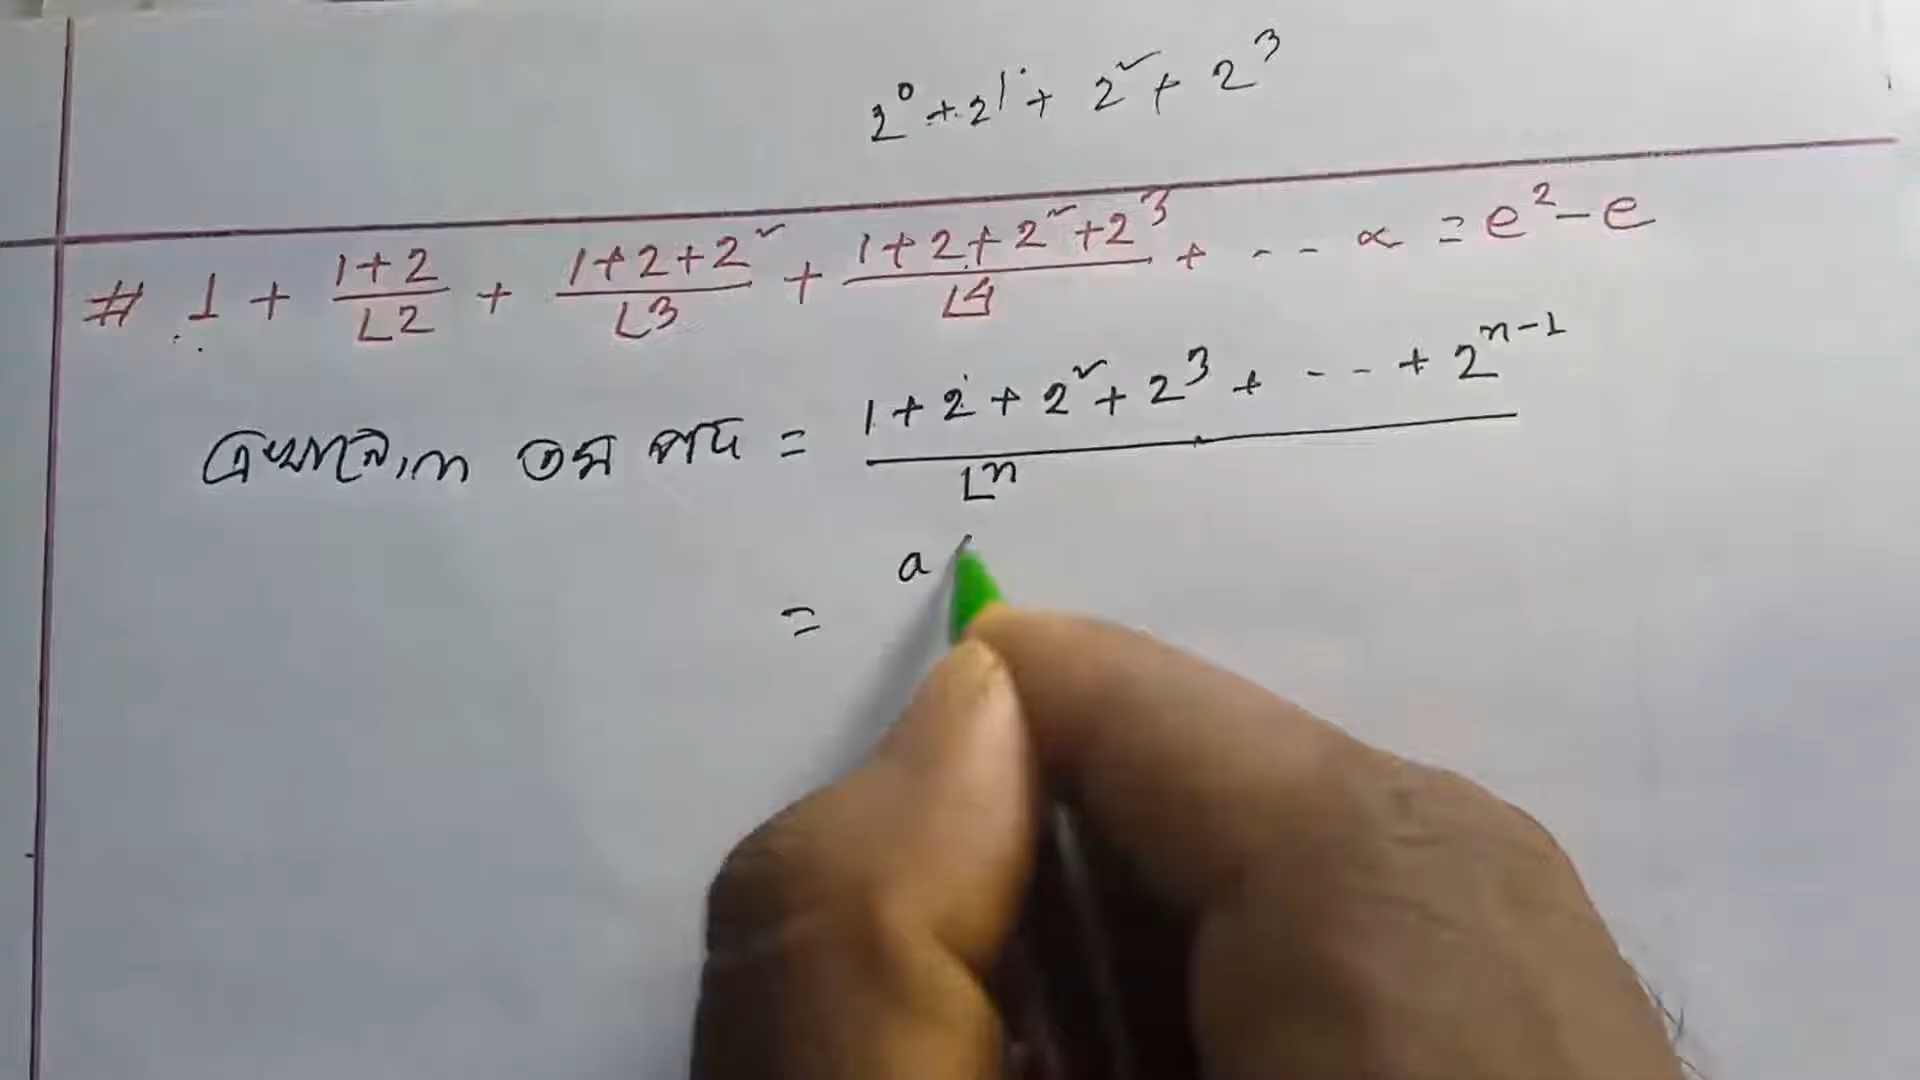 2⁰ + 2¹ + 2² + 2³
# 1 + (1+2)/∟2 + (1+2+2²)/∟3 + (1+2+2²+2³)/∟4 + - - - ∝ = e² - e
এখানে, n তম পদ = (1 + 2 + 2² + 2³ + - - - + 2ⁿ⁻¹)/∟n
= a